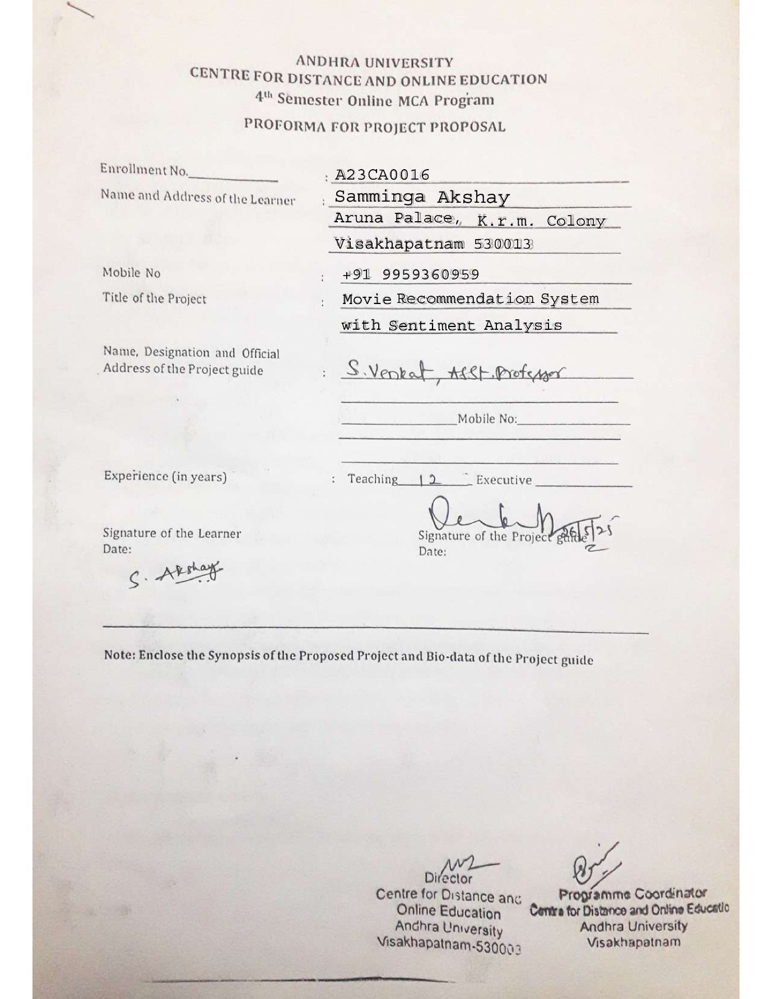 ANDHRA UNIVERSITY
CENTRE FOR DISTANCE AND ONLINE EDUCATION
4th Semester Online MCA Program
PROFORMA FOR PROJECT PROPOSAL
Enrollment No.__________ : A23CA0016
Name and Address of the Learner : Samminga Akshay
Aruna Palace, K.r.m. Colony
Visakhapatnam 530013
Mobile No : +91 9959360959
Title of the Project : Movie Recommendation System
with Sentiment Analysis
Name, Designation and Official
Address of the Project guide : S. Venkat, Asst. Professor
Mobile No:
Experience (in years) : Teaching 12 Executive
26/5/25
Signature of the Learner Signature of the Project guide
Date: Date:
S. Akshay
Note: Enclose the Synopsis of the Proposed Project and Bio-data of the Project guide
Director
Centre for Distance and
Online Education
Andhra University
Visakhapatnam-530003
Programme Coordinator
Centre for Distance and Online Educatio
Andhra University
Visakhapatnam